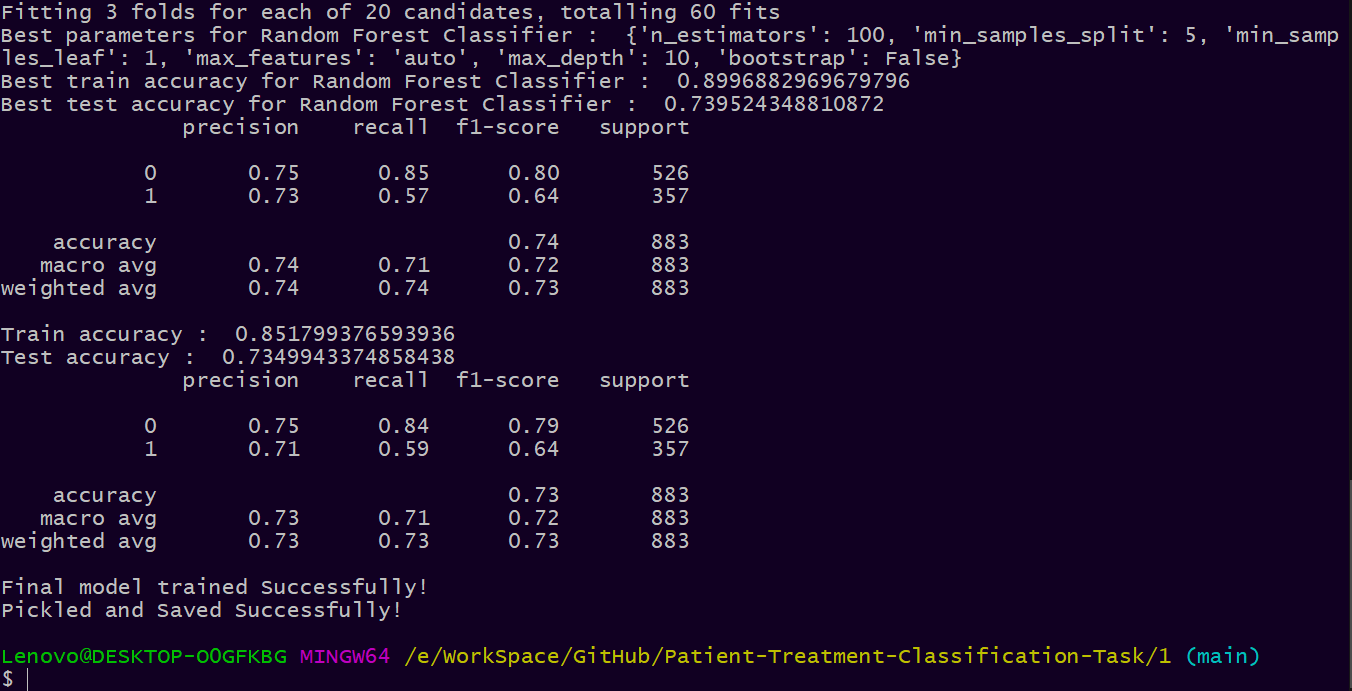 Fitting 3 folds for each of 20 candidates, totalling 60 fits
Best parameters for Random Forest Classifier :  {'n_estimators': 100, 'min_samples_split': 5, 'min_samp
les_leaf': 1, 'max_features': 'auto', 'max_depth': 10, 'bootstrap': False}
Best train accuracy for Random Forest Classifier :  0.8996882969679796
Best test accuracy for Random Forest Classifier :  0.739524348810872
              precision    recall  f1-score   support
           0       0.75      0.85      0.80       526
           1       0.73      0.57      0.64       357
    accuracy                           0.74       883
   macro avg       0.74      0.71      0.72       883
weighted avg       0.74      0.74      0.73       883
Train accuracy :  0.851799376593936
Test accuracy :  0.7349943374858438
              precision    recall  f1-score   support
           0       0.75      0.84      0.79       526
           1       0.71      0.59      0.64       357
    accuracy                           0.73       883
   macro avg       0.73      0.71      0.72       883
weighted avg       0.73      0.73      0.73       883
Final model trained Successfully!
Pickled and Saved Successfully!
Lenovo@DESKTOP-O0GFKBG MINGW64 /e/WorkSpace/GitHub/Patient-Treatment-Classification-Task/1 (main)
$